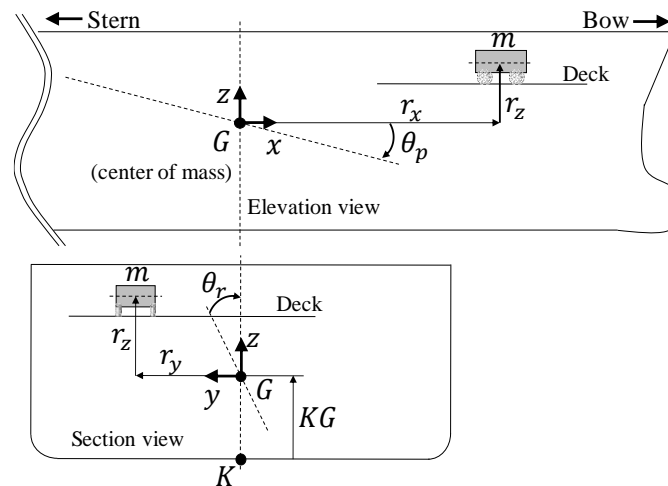 Stern Bow
m
Deck
z
r_x r_z
G x θ_p
(center of mass)
Elevation view
m
θ_r
Deck
r_z z
r_y
y G
KG
Section view
K